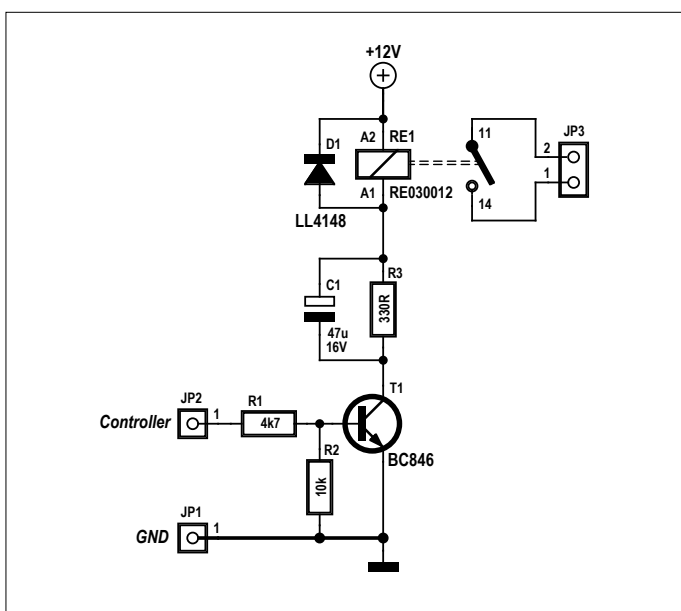 +12V
D1
A2
RE1
A1
RE030012
LL4148
11
14
JP3
2
1
C1
47u
16V
R3
330R
T1
BC846
JP2
Controller
1
R1
4k7
R2
10k
JP1
GND
1